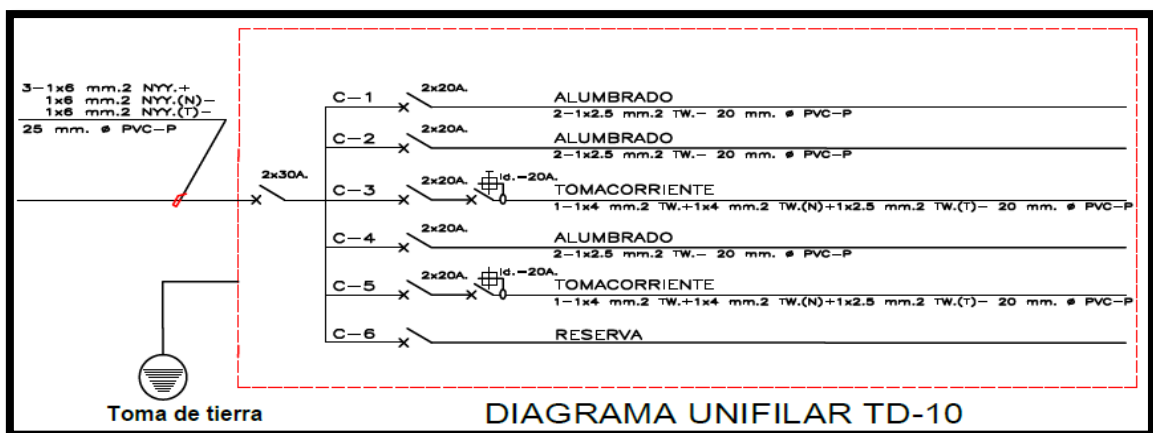 3-1x6 mm.2 NYY.+
1x6 mm.2 NYY.(N)-
1x6 mm.2 NYY.(T)-
25 mm. ø PVC-P
2x30A.
C-1 2x20A. ALUMBRADO
2-1x2.5 mm.2 TW.- 20 mm. ø PVC-P
C-2 2x20A. ALUMBRADO
2-1x2.5 mm.2 TW.- 20 mm. ø PVC-P
C-3 2x20A. Id.-20A. TOMACORRIENTE
1-1x4 mm.2 TW.+1x4 mm.2 TW.(N)+1x2.5 mm.2 TW.(T)- 20 mm. ø PVC-P
C-4 2x20A. ALUMBRADO
2-1x2.5 mm.2 TW.- 20 mm. ø PVC-P
C-5 2x20A. Id.-20A. TOMACORRIENTE
1-1x4 mm.2 TW.+1x4 mm.2 TW.(N)+1x2.5 mm.2 TW.(T)- 20 mm. ø PVC-P
C-6 RESERVA
Toma de tierra
DIAGRAMA UNIFILAR TD-10